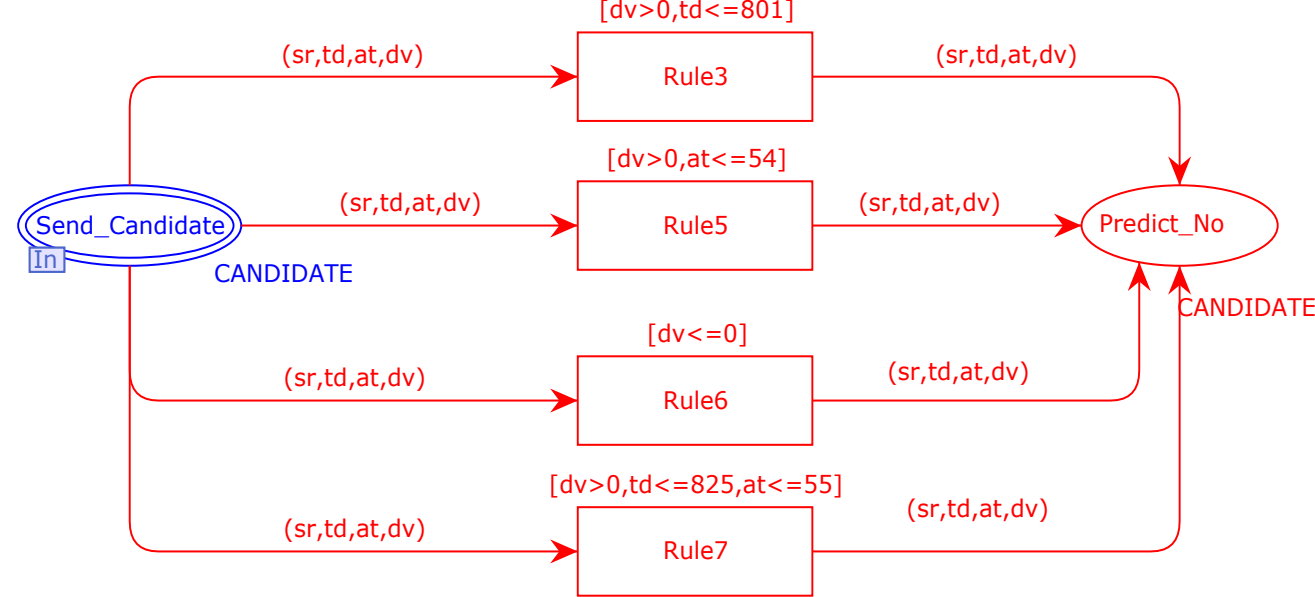 [dv>0,td<=801]
(sr,td,at,dv)
Rule3
(sr,td,at,dv)
[dv>0,at<=54]
(sr,td,at,dv)
Rule5
(sr,td,at,dv)
Send_Candidate
In
CANDIDATE
Predict_No
CANDIDATE
[dv<=0]
(sr,td,at,dv)
Rule6
(sr,td,at,dv)
[dv>0,td<=825,at<=55]
(sr,td,at,dv)
Rule7
(sr,td,at,dv)